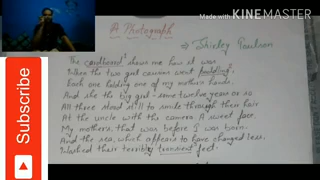 Made with KINEMASTER
A Photograph
⇒ Shirley Poulson
The cardboard shows me how it was
When the two girl cousins went paddling
Each one holding one of my mother's hands,
And she the big girl - some twelve years or so
All three stood still to smile through their hair
At the uncle with the camera A sweet face,
My mother's, that was before I was born
And the sea, which appears to have changed less,
Washed their terribly transient feet.
Subscribe